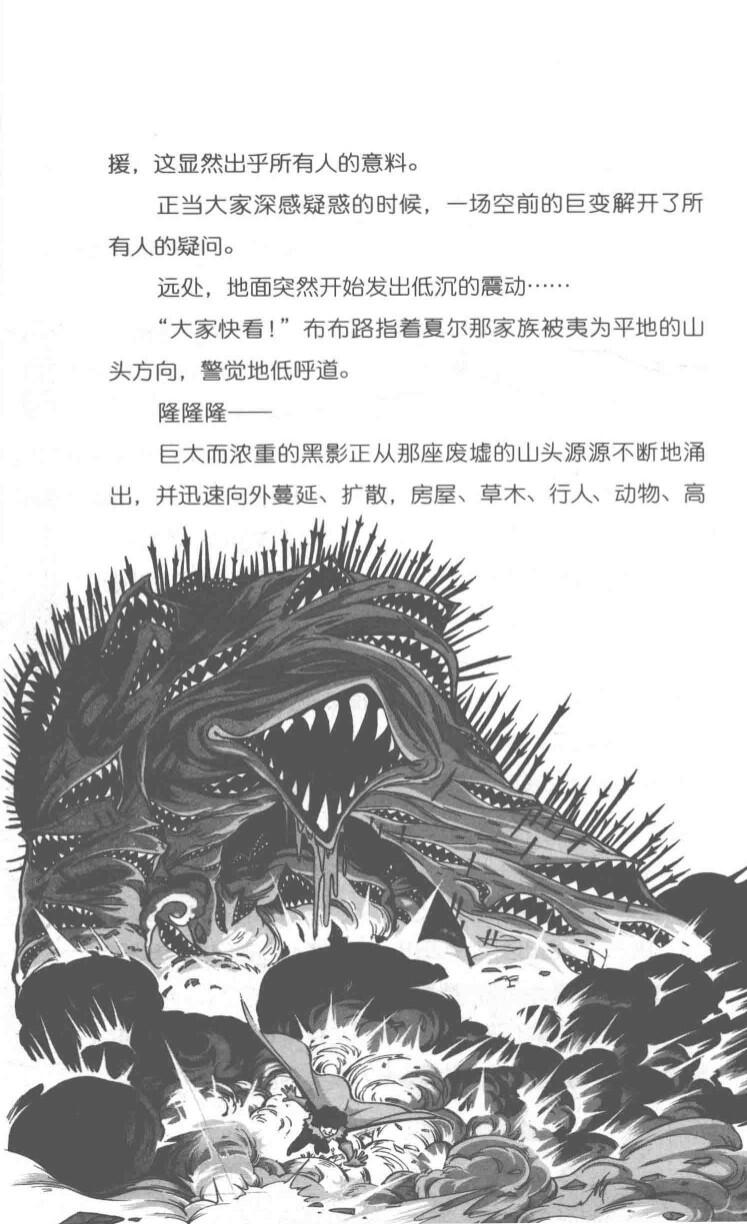 援，这显然出乎所有人的意料。
正当大家深感疑惑的时候，一场空前的巨变解开了所
有人的疑问。
远处，地面突然开始发出低沉的震动……
“大家快看！”布布路指着夏尔那家族被夷为平地的山
头方向，警觉地低呼道。
隆隆隆——
巨大而浓重的黑影正从那座废墟的山头源源不断地涌
出，并迅速向外蔓延、扩散，房屋、草木、行人、动物、高